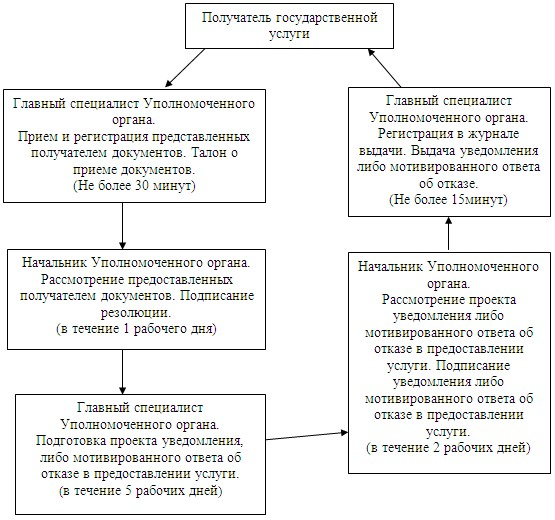 Получатель государственной
услуги
Главный специалист Уполномоченного
органа.
Прием и регистрация представленных
получателем документов. Талон о
приеме документов.
(Не более 30 минут)
Начальник Уполномоченного органа.
Рассмотрение предоставленных
получателем документов. Подписание
резолюции.
(в течение 1 рабочего дня)
Главный специалист
Уполномоченного органа.
Подготовка проекта уведомления,
либо мотивированного ответа об
отказе в предоставлении услуги.
(в течение 5 рабочих дней)
Начальник Уполномоченного
органа.
Рассмотрение проекта
уведомления либо
мотивированного ответа об
отказе в предоставлении
услуги. Подписание
уведомления либо
мотивированного ответа об
отказе в предоставлении
услуги.
(в течение 2 рабочих дней)
Главный специалист
Уполномоченного органа.
Регистрация в журнале
выдачи. Выдача уведомления
либо мотивированного ответа
об отказе.
(Не более 15минут)